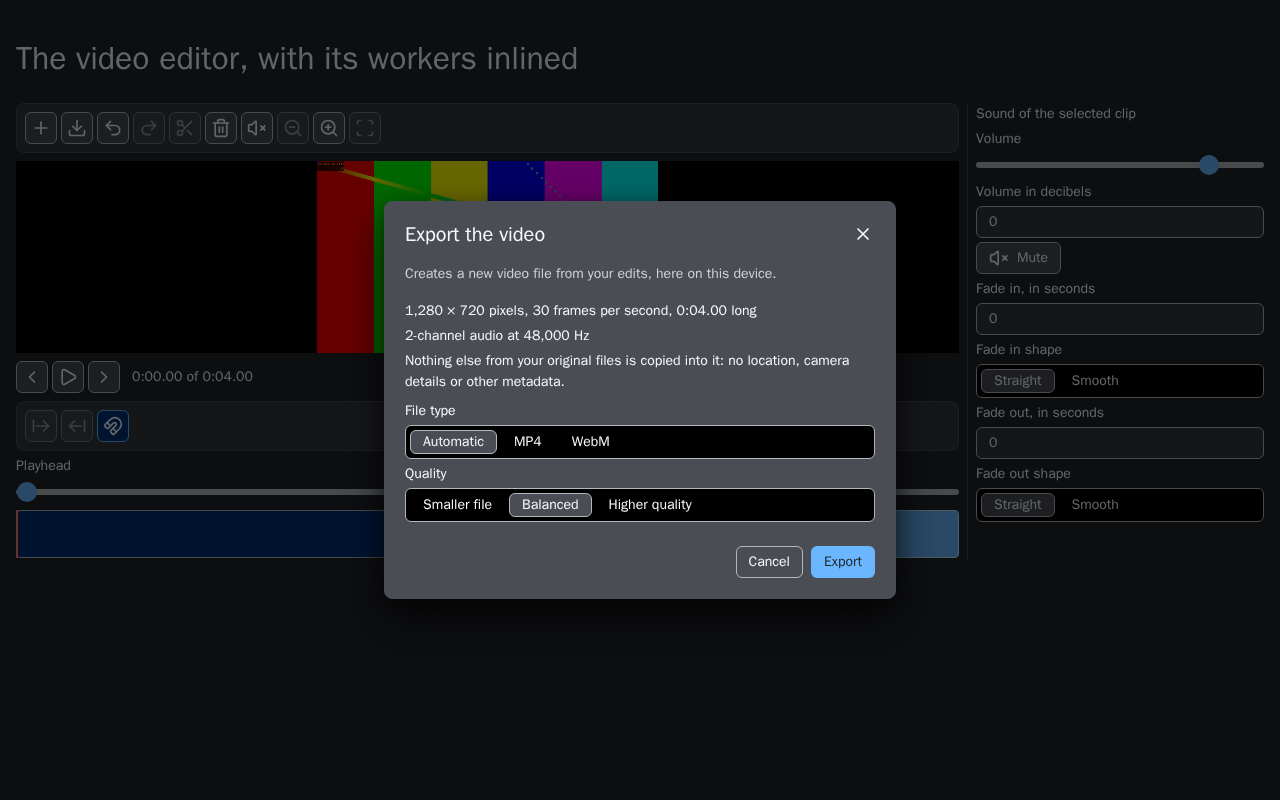 The video editor, with its workers inlined
Sound of the selected clip
Volume
Volume in decibels
0
Mute
Fade in, in seconds
0
Fade in shape
Straight Smooth
Fade out, in seconds
0
Fade out shape
Straight Smooth
0:00.00 of 0:04.00
Playhead
Export the video
Creates a new video file from your edits, here on this device.
1,280 × 720 pixels, 30 frames per second, 0:04.00 long
2-channel audio at 48,000 Hz
Nothing else from your original files is copied into it: no location, camera
details or other metadata.
File type
Automatic MP4 WebM
Quality
Smaller file Balanced Higher quality
Cancel Export